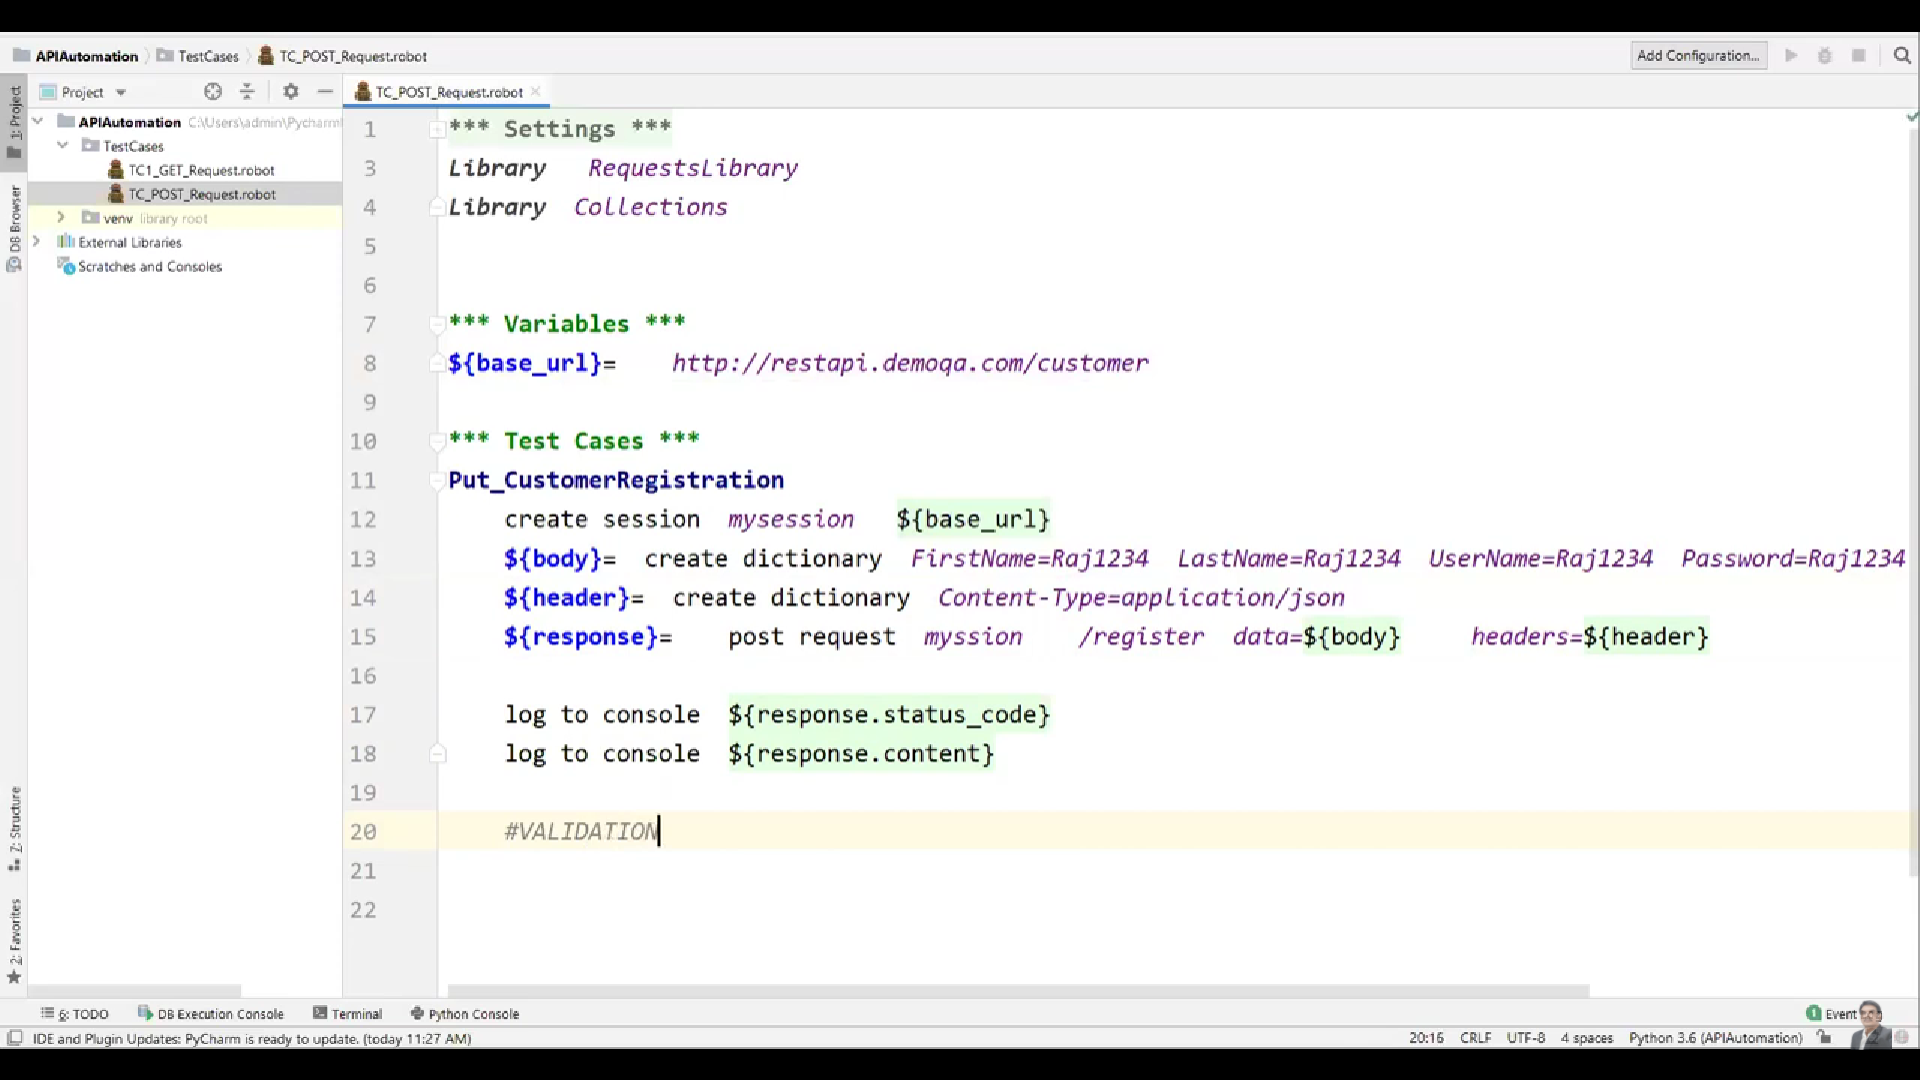 APIAutomation TestCases TC_POST_Request.robot Add Configuration...
1: Project
Project
TC_POST_Request.robot
APIAutomation C:\Users\admin\Pycharm
TestCases
TC1_GET_Request.robot
TC_POST_Request.robot
venv library root
External Libraries
Scratches and Consoles
DB Browser
Z: Structure
2: Favorites
1 *** Settings ***
3 Library RequestsLibrary
4 Library Collections
5
6
7 *** Variables ***
8 ${base_url}= http://restapi.demoqa.com/customer
9
10 *** Test Cases ***
11 Put_CustomerRegistration
12 create session mysession ${base_url}
13 ${body}= create dictionary FirstName=Raj1234 LastName=Raj1234 UserName=Raj1234 Password=Raj1234
14 ${header}= create dictionary Content-Type=application/json
15 ${response}= post request myssion /register data=${body} headers=${header}
16
17 log to console ${response.status_code}
18 log to console ${response.content}
19
20 #VALIDATION
21
22
6: TODO DB Execution Console Terminal Python Console Event
IDE and Plugin Updates: PyCharm is ready to update. (today 11:27 AM) 20:16 CRLF UTF-8 4 spaces Python 3.6 (APIAutomation)